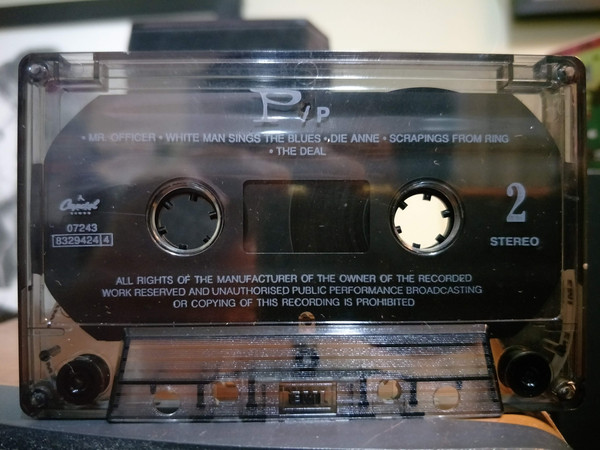 P/P
• MR. OFFICER • WHITE MAN SINGS THE BLUES • DIE ANNE • SCRAPINGS FROM RING
• THE DEAL
Capitol
07243
8329424 4
2
STEREO
ALL RIGHTS OF THE MANUFACTURER OF THE OWNER OF THE RECORDED
WORK RESERVED AND UNAUTHORISED PUBLIC PERFORMANCE BROADCASTING
OR COPYING OF THIS RECORDING IS PROHIBITED
EMI